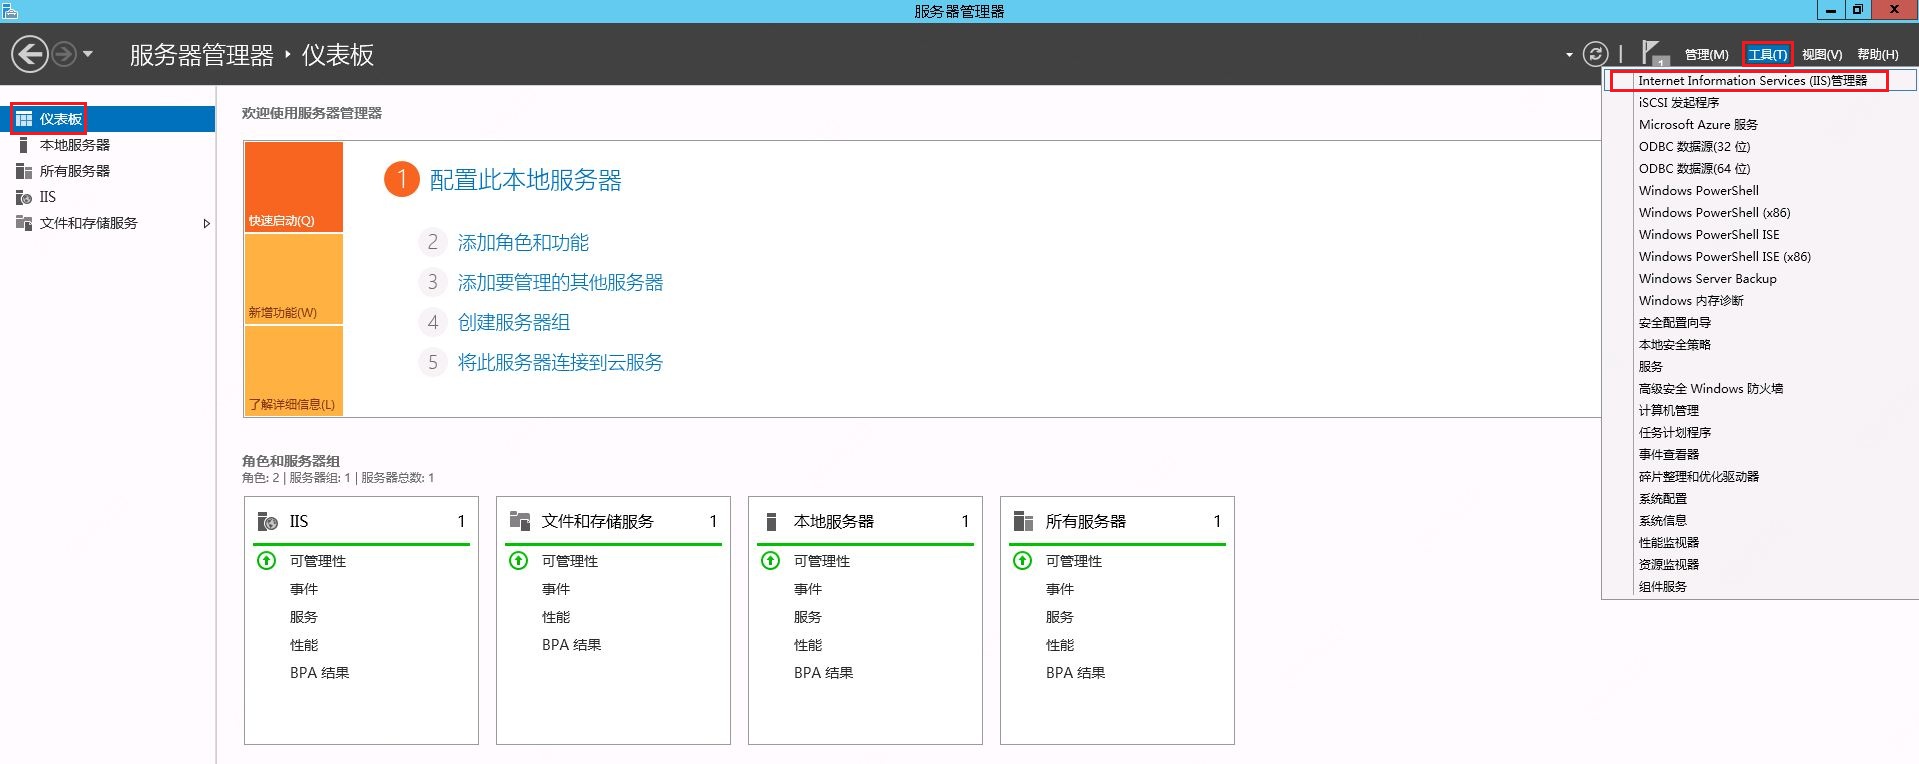 服务器管理器
服务器管理器 · 仪表板
1
管理(M) 工具(T) 视图(V) 帮助(H)
仪表板
本地服务器
所有服务器
IIS
文件和存储服务
欢迎使用服务器管理器
快速启动(Q)
新增功能(W)
了解详细信息(L)
1 配置此本地服务器
2 添加角色和功能
3 添加要管理的其他服务器
4 创建服务器组
5 将此服务器连接到云服务
角色和服务器组
角色: 2 | 服务器组: 1 | 服务器总数: 1
IIS 1
可管理性
事件
服务
性能
BPA 结果
文件和存储服务 1
可管理性
事件
性能
BPA 结果
本地服务器 1
可管理性
事件
服务
性能
BPA 结果
所有服务器 1
可管理性
事件
服务
性能
BPA 结果
Internet Information Services (IIS)管理器
iSCSI 发起程序
Microsoft Azure 服务
ODBC 数据源(32 位)
ODBC 数据源(64 位)
Windows PowerShell
Windows PowerShell (x86)
Windows PowerShell ISE
Windows PowerShell ISE (x86)
Windows Server Backup
Windows 内存诊断
安全配置向导
本地安全策略
服务
高级安全 Windows 防火墙
计算机管理
任务计划程序
事件查看器
碎片整理和优化驱动器
系统配置
系统信息
性能监视器
资源监视器
组件服务